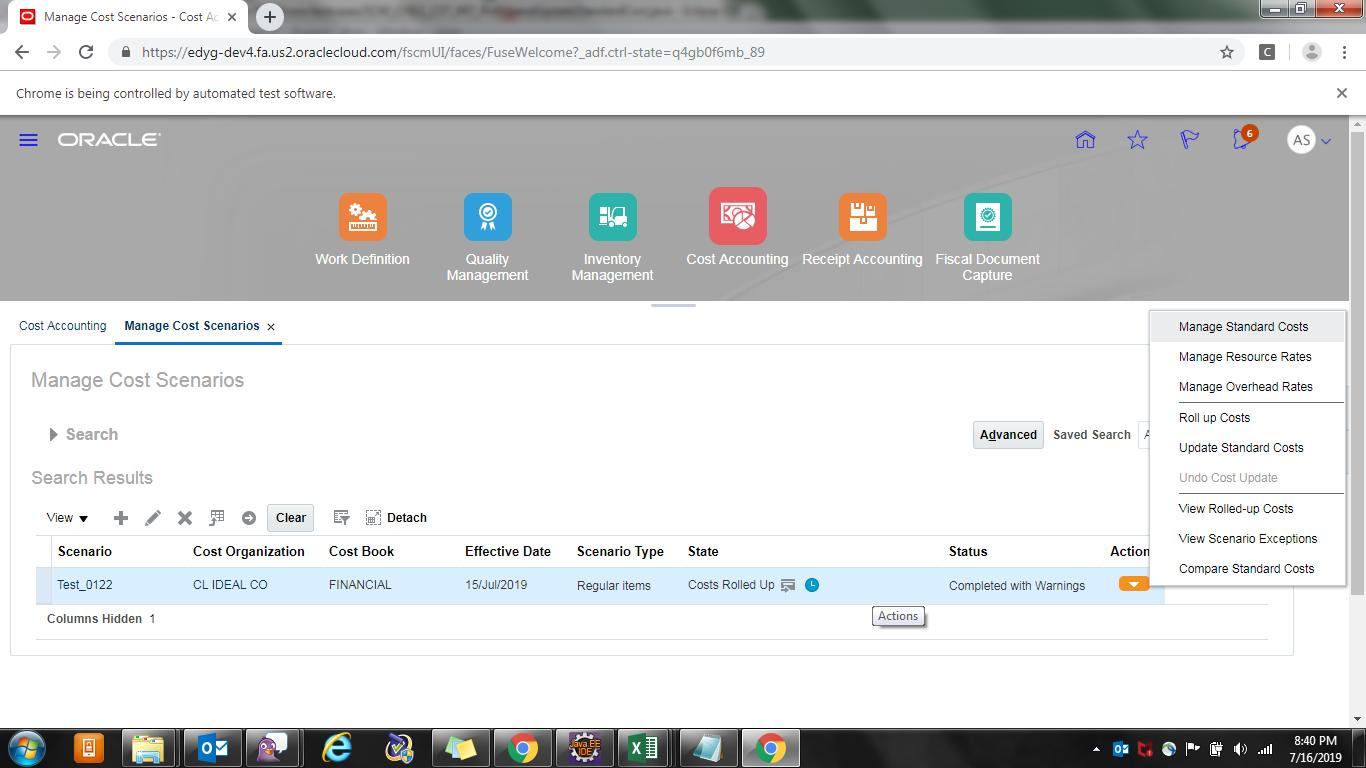 Manage Cost Scenarios - Cost Ac
https://edyg-dev4.fa.us2.oraclecloud.com/fscmUI/faces/FuseWelcome?_adf.ctrl-state=q4gb0f6mb_89
C
Chrome is being controlled by automated test software.
ORACLE
6
AS
Work Definition
Quality Management
Inventory Management
Cost Accounting
Receipt Accounting
Fiscal Document Capture
Cost Accounting
Manage Cost Scenarios
Manage Standard Costs
Manage Resource Rates
Manage Overhead Rates
Roll up Costs
Update Standard Costs
Undo Cost Update
View Rolled-up Costs
View Scenario Exceptions
Compare Standard Costs
Manage Cost Scenarios
Search
Advanced Saved Search A
Search Results
View Clear Detach
Scenario Cost Organization Cost Book Effective Date Scenario Type State Status Action
Test_0122 CL IDEAL CO FINANCIAL 15/Jul/2019 Regular items Costs Rolled Up Completed with Warnings
Columns Hidden 1
Actions
Java EE
IDE
8:40 PM
7/16/2019